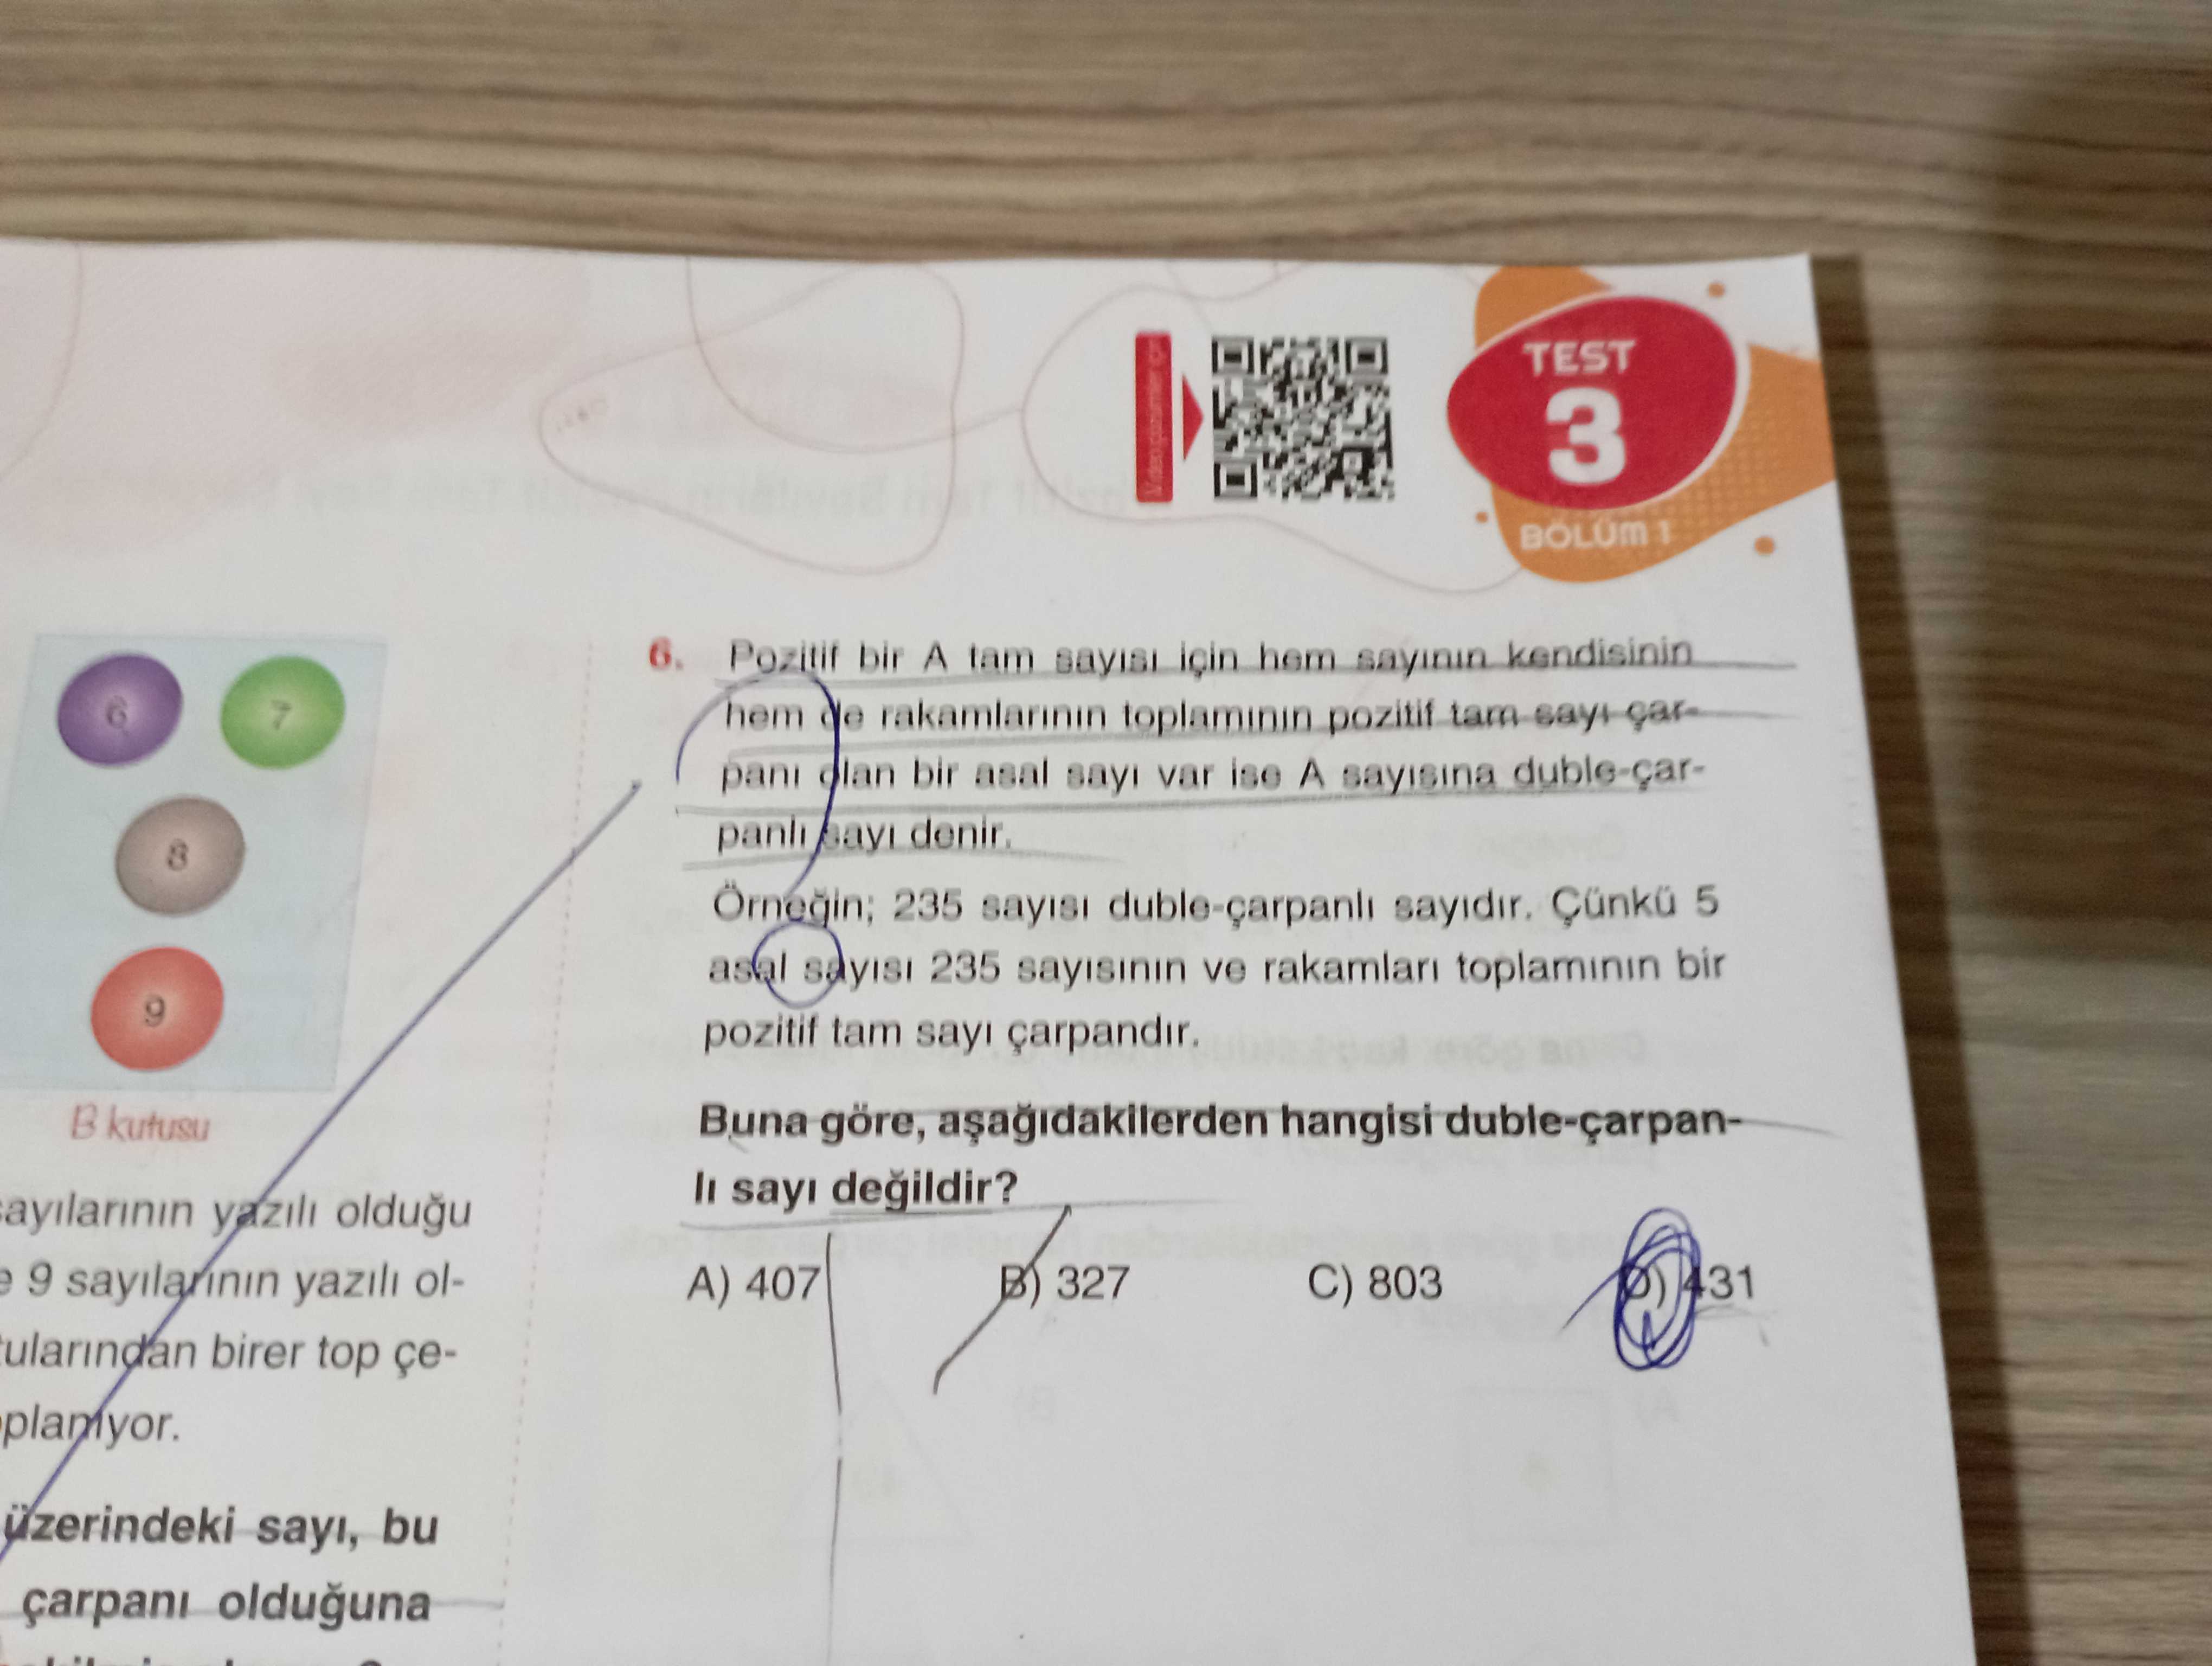 TEST
3
BÖLÜM 1
6
7
8
9
B kutusu
sayılarının yazılı olduğu
e 9 sayılarının yazılı ol-
tularından birer top çe-
oplanıyor.
üzerindeki sayı, bu
çarpanı olduğuna
6. Pozitif bir A tam sayısı için hem sayının kendisinin
hem de rakamlarının toplamının pozitif tam sayı çar-
panı olan bir asal sayı var ise A sayısına duble-çar-
panlı sayı denir.
Örneğin; 235 sayısı duble-çarpanlı sayıdır. Çünkü 5
asal sayısı 235 sayısının ve rakamları toplamının bir
pozitif tam sayı çarpandır.
Buna göre, aşağıdakilerden hangisi duble-çarpan-
lı sayı değildir?
A) 407 B) 327 C) 803 D) 431